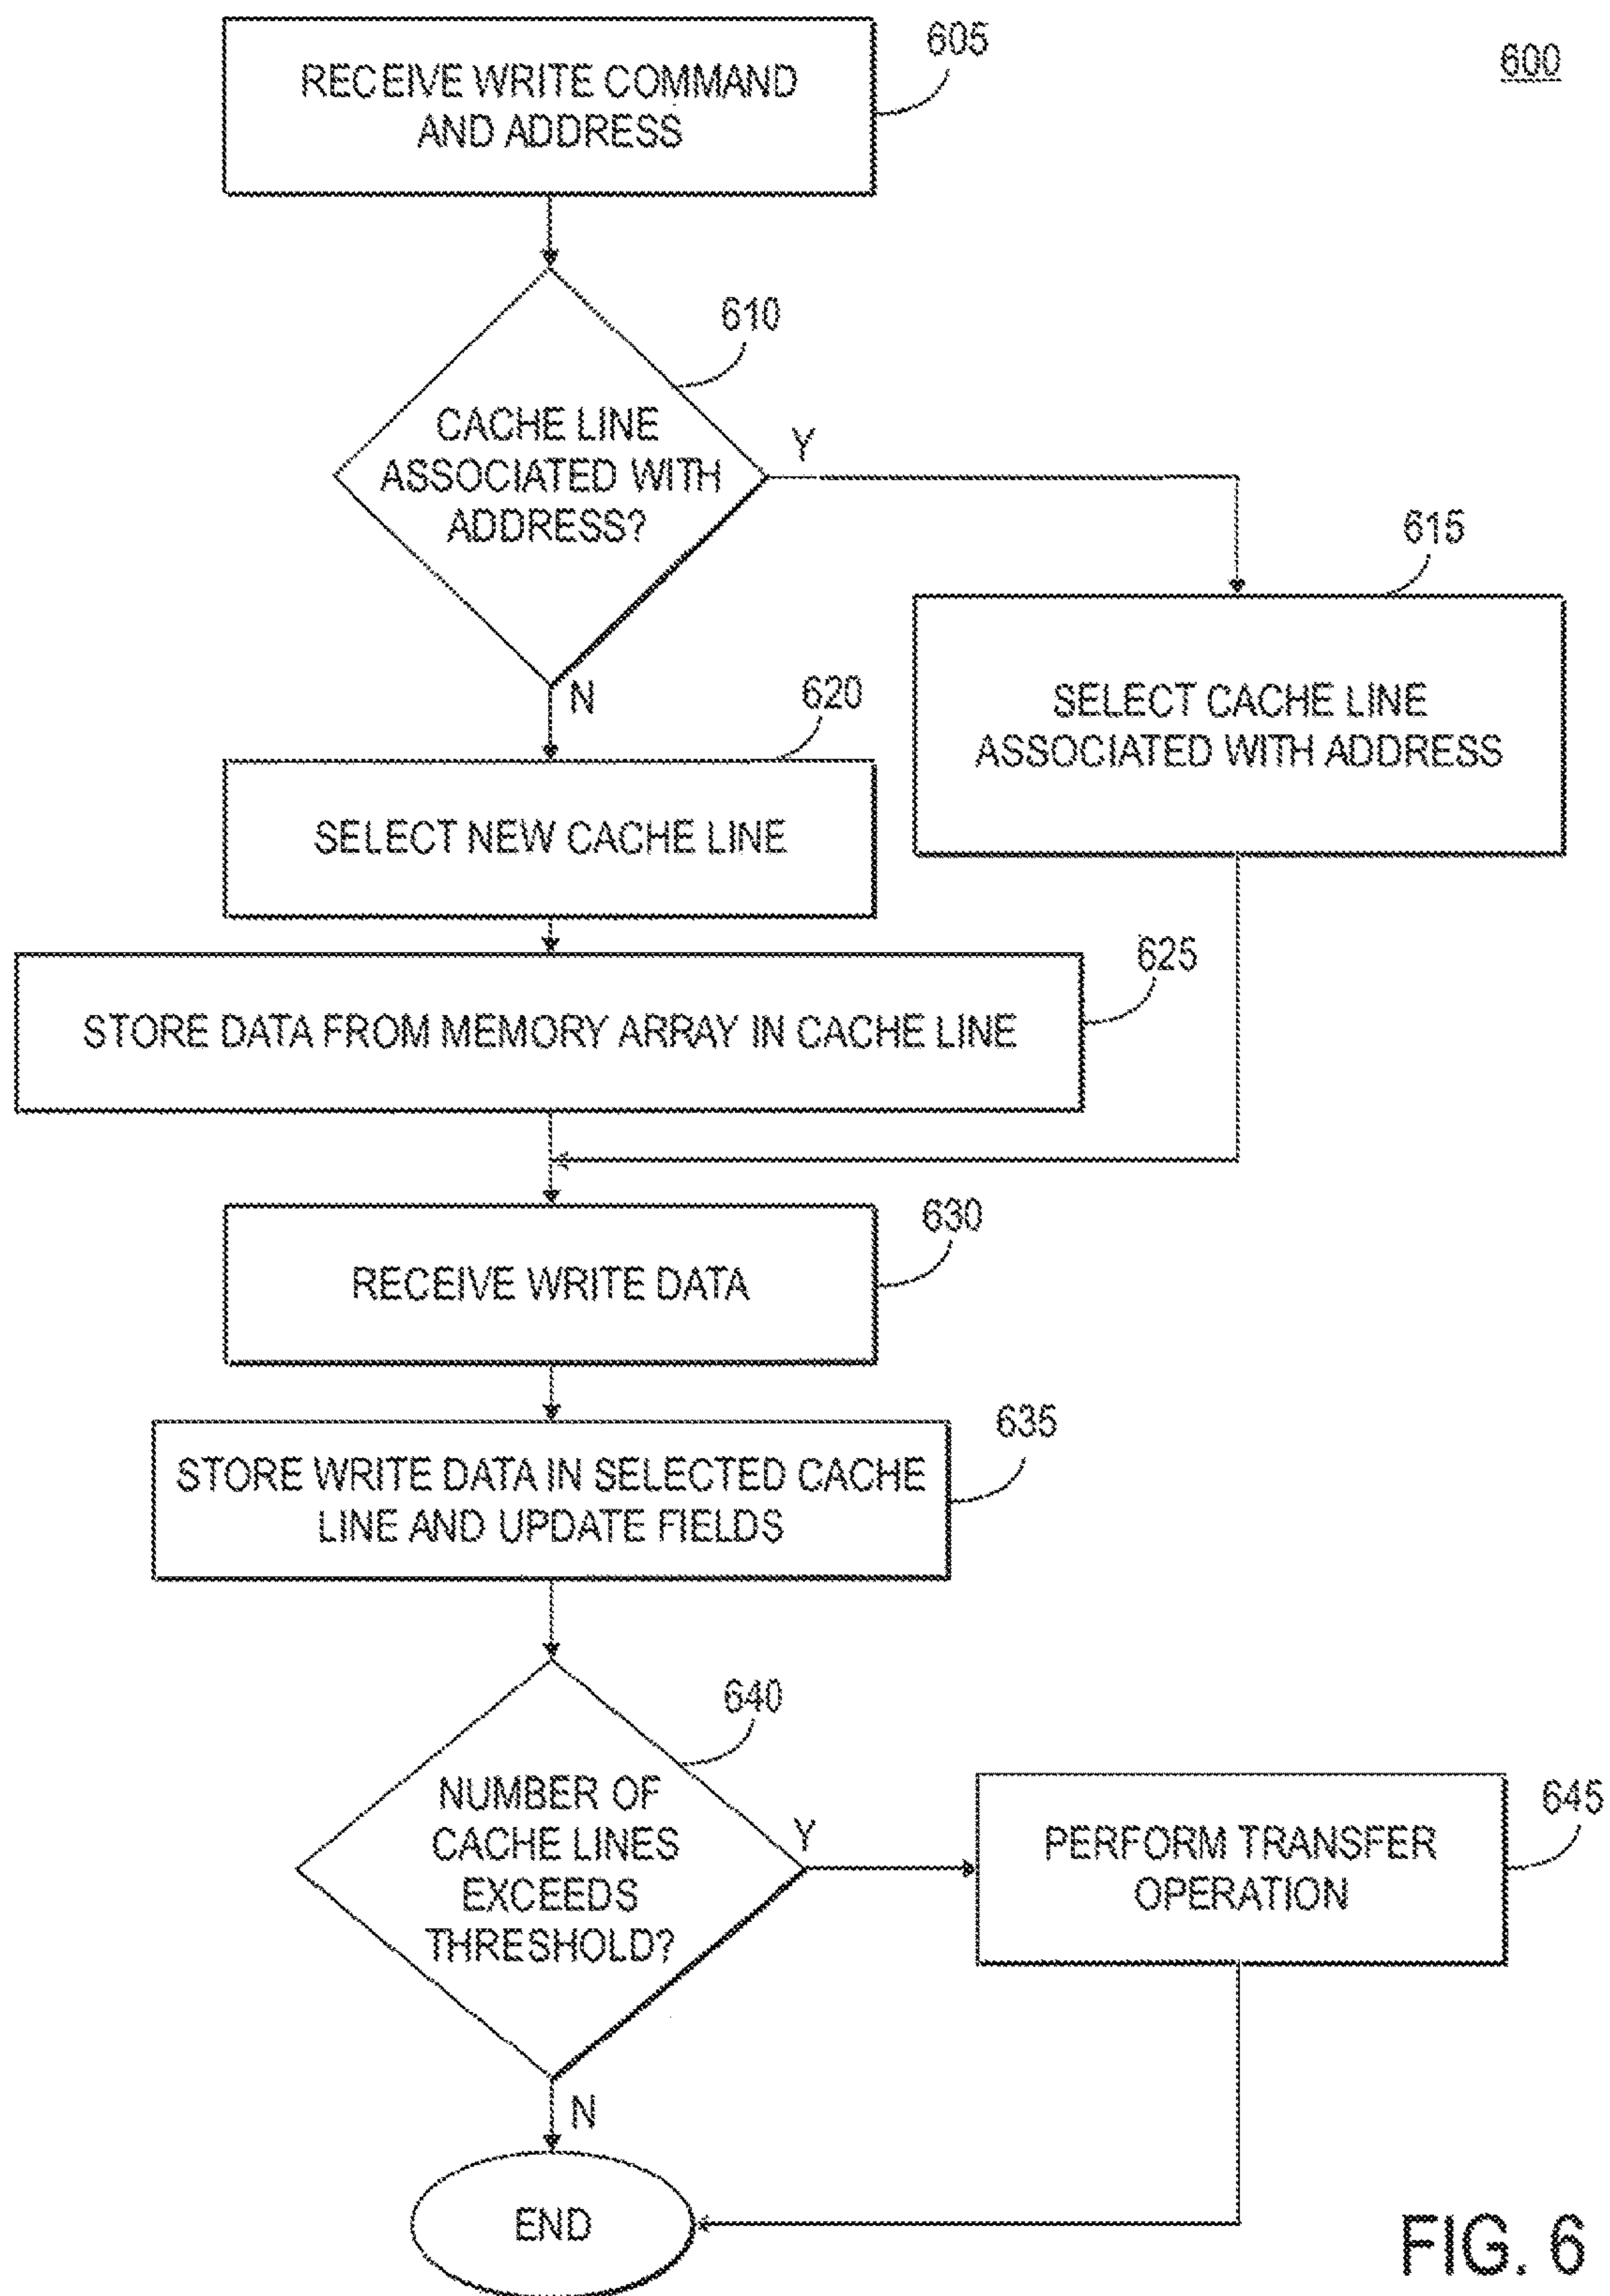 605
600
RECEIVE WRITE COMMAND
AND ADDRESS
610
CACHE LINE
ASSOCIATED WITH
ADDRESS?
Y
615
N
620
SELECT CACHE LINE
ASSOCIATED WITH ADDRESS
SELECT NEW CACHE LINE
625
STORE DATA FROM MEMORY ARRAY IN CACHE LINE
630
RECEIVE WRITE DATA
635
STORE WRITE DATA IN SELECTED CACHE
LINE AND UPDATE FIELDS
640
NUMBER OF
CACHE LINES
EXCEEDS
THRESHOLD?
Y
645
PERFORM TRANSFER
OPERATION
N
END
FIG. 6